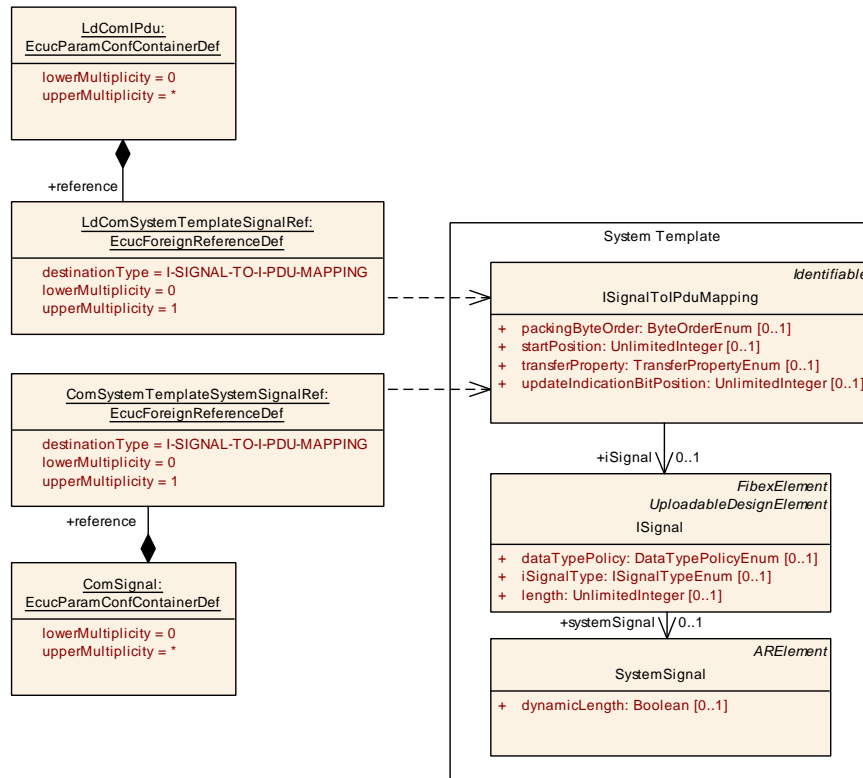 LdComIPdu:
EcucParamConfContainerDef
lowerMultiplicity = 0
upperMultiplicity = *
+reference
LdComSystemTemplateSignalRef:
EcucForeignReferenceDef
destinationType = I-SIGNAL-TO-I-PDU-MAPPING
lowerMultiplicity = 0
upperMultiplicity = 1
ComSystemTemplateSystemSignalRef:
EcucForeignReferenceDef
destinationType = I-SIGNAL-TO-I-PDU-MAPPING
lowerMultiplicity = 0
upperMultiplicity = 1
+reference
ComSignal:
EcucParamConfContainerDef
lowerMultiplicity = 0
upperMultiplicity = *
System Template
Identifiable
ISignalToIPduMapping
+ packingByteOrder: ByteOrderEnum [0..1]
+ startPosition: UnlimitedInteger [0..1]
+ transferProperty: TransferPropertyEnum [0..1]
+ updateIndicationBitPosition: UnlimitedInteger [0..1]
+iSignal 0..1
FibexElement
UploadableDesignElement
ISignal
+ dataTypePolicy: DataTypePolicyEnum [0..1]
+ iSignalType: ISignalTypeEnum [0..1]
+ length: UnlimitedInteger [0..1]
+systemSignal 0..1
ARElement
SystemSignal
+ dynamicLength: Boolean [0..1]